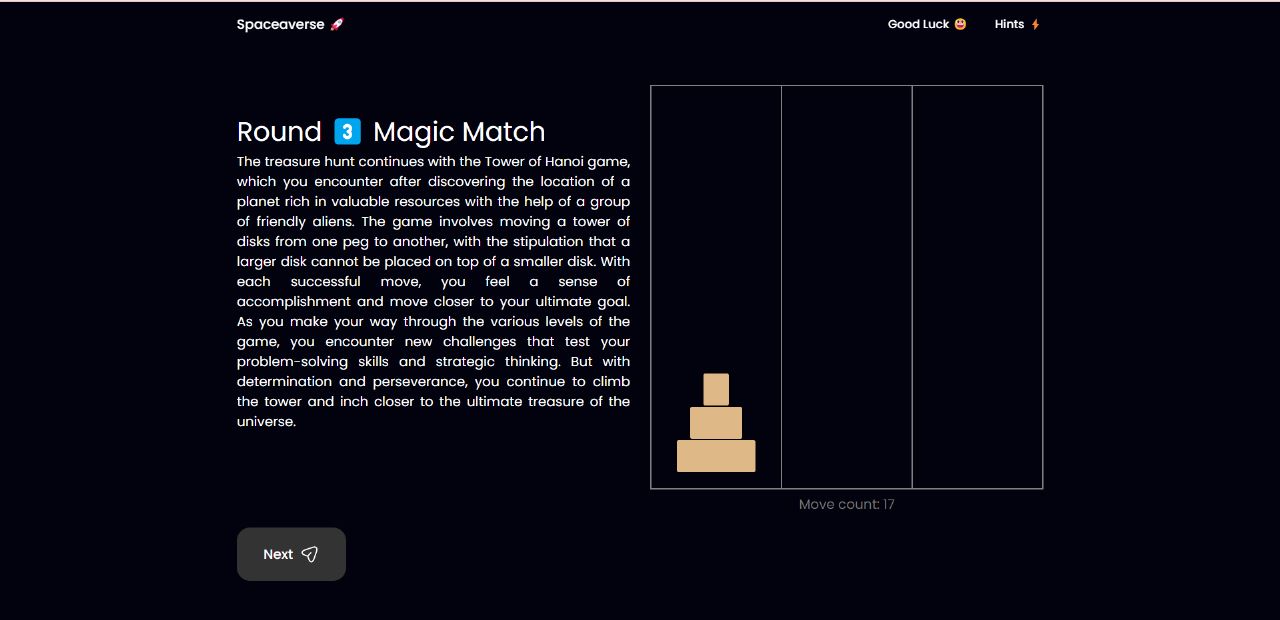 Spaceaverse 🚀
Good Luck 😃 Hints ⚡
Round 3️⃣ Magic Match
The treasure hunt continues with the Tower of Hanoi game,
which you encounter after discovering the location of a
planet rich in valuable resources with the help of a group
of friendly aliens. The game involves moving a tower of
disks from one peg to another, with the stipulation that a
larger disk cannot be placed on top of a smaller disk. With
each successful move, you feel a sense of
accomplishment and move closer to your ultimate goal.
As you make your way through the various levels of the
game, you encounter new challenges that test your
problem-solving skills and strategic thinking. But with
determination and perseverance, you continue to climb
the tower and inch closer to the ultimate treasure of the
universe.
Move count: 17
Next